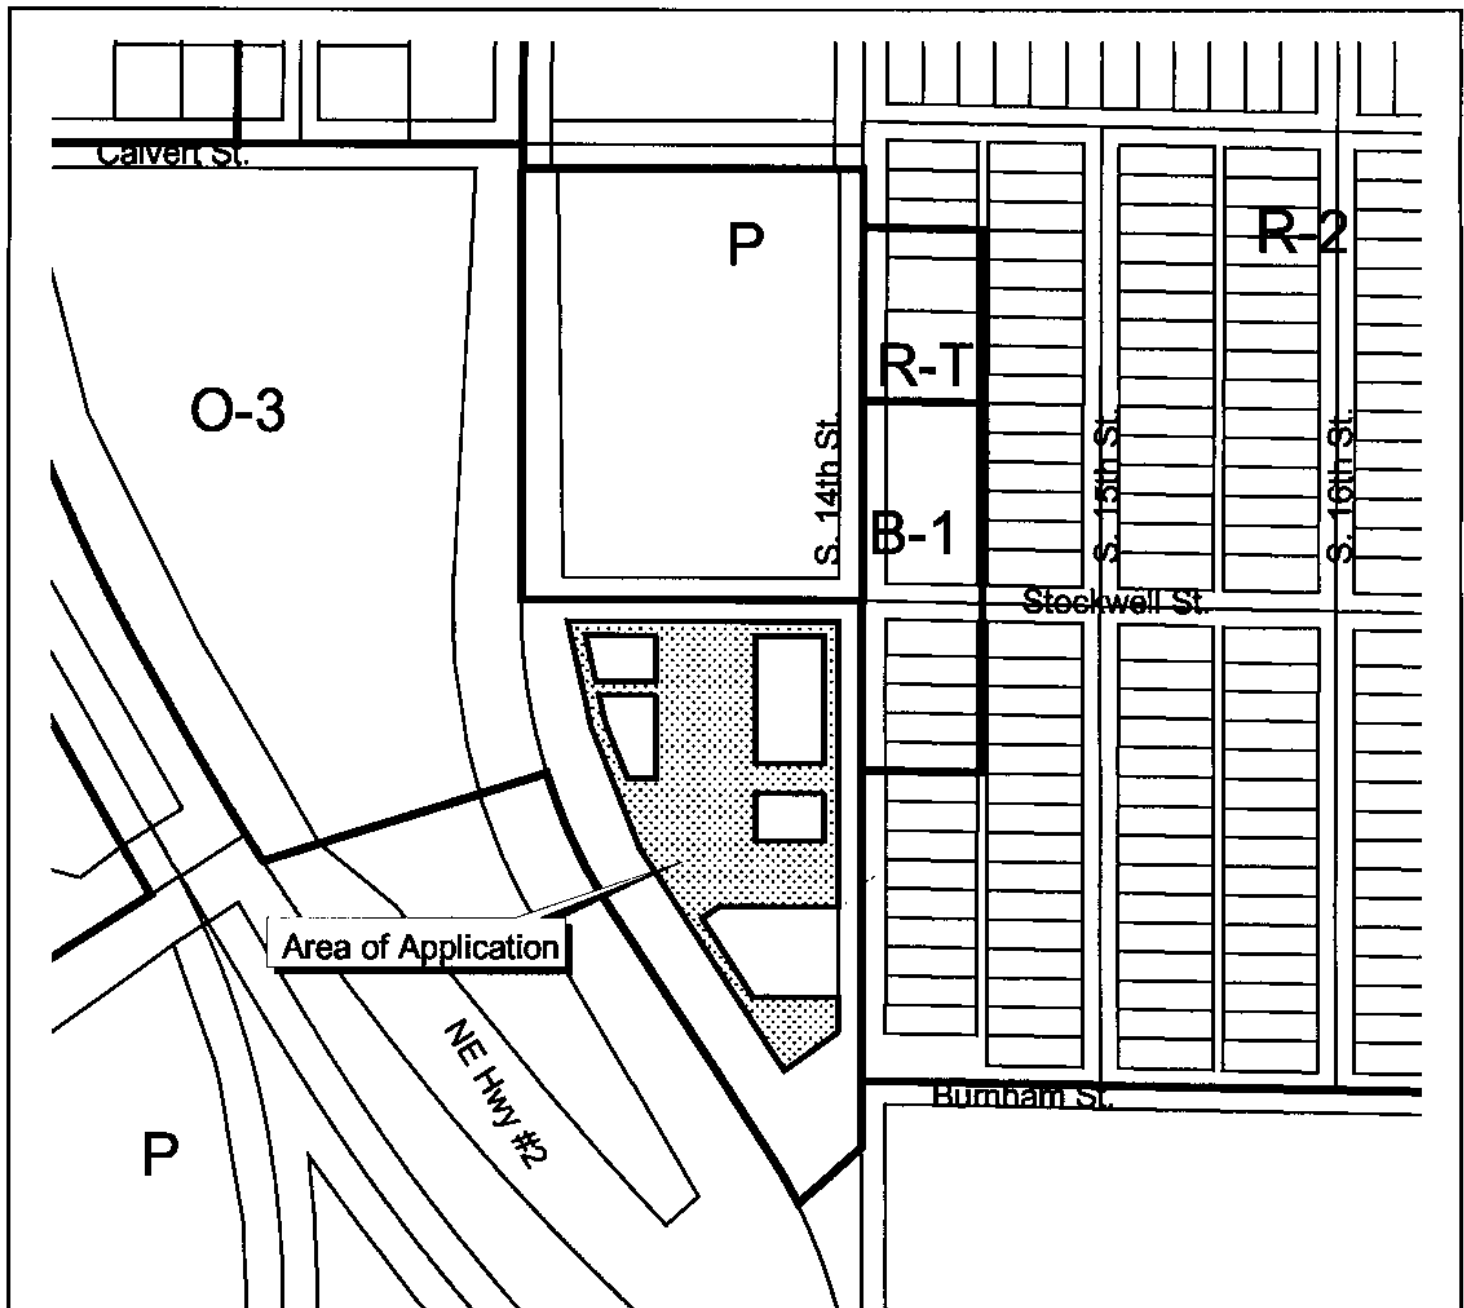 Calvert St.
P
R-2
R-T
O-3
S. 14th St.
B-1
S. 15th St.
S. 16th St.
Stockwell St.
Area of Application
NE Hwy #2
Burnham St.
P